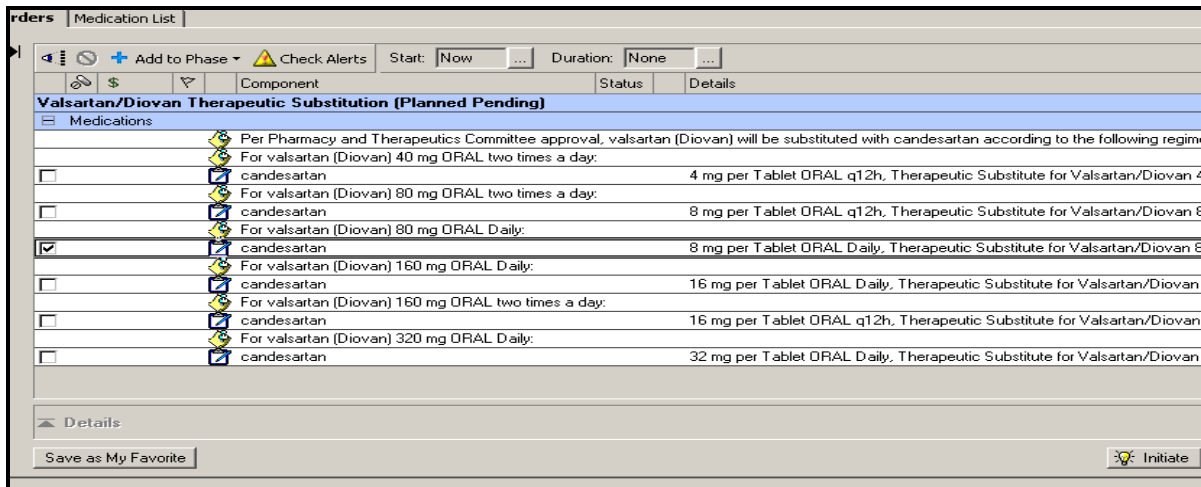 rders Medication List
Add to Phase Check Alerts Start: Now ... Duration: None ...
$ Component Status Details
Valsartan/Diovan Therapeutic Substitution (Planned Pending)
Medications
Per Pharmacy and Therapeutics Committee approval, valsartan (Diovan) will be substituted with candesartan according to the following regim
For valsartan (Diovan) 40 mg ORAL two times a day:
candesartan 4 mg per Tablet ORAL q12h, Therapeutic Substitute for Valsartan/Diovan 4
For valsartan (Diovan) 80 mg ORAL two times a day:
candesartan 8 mg per Tablet ORAL q12h, Therapeutic Substitute for Valsartan/Diovan 8
For valsartan (Diovan) 80 mg ORAL Daily:
candesartan 8 mg per Tablet ORAL Daily, Therapeutic Substitute for Valsartan/Diovan 8
For valsartan (Diovan) 160 mg ORAL Daily:
candesartan 16 mg per Tablet ORAL Daily, Therapeutic Substitute for Valsartan/Diovan
For valsartan (Diovan) 160 mg ORAL two times a day:
candesartan 16 mg per Tablet ORAL q12h, Therapeutic Substitute for Valsartan/Diovan
For valsartan (Diovan) 320 mg ORAL Daily:
candesartan 32 mg per Tablet ORAL Daily, Therapeutic Substitute for Valsartan/Diovan
Details
Save as My Favorite Initiate